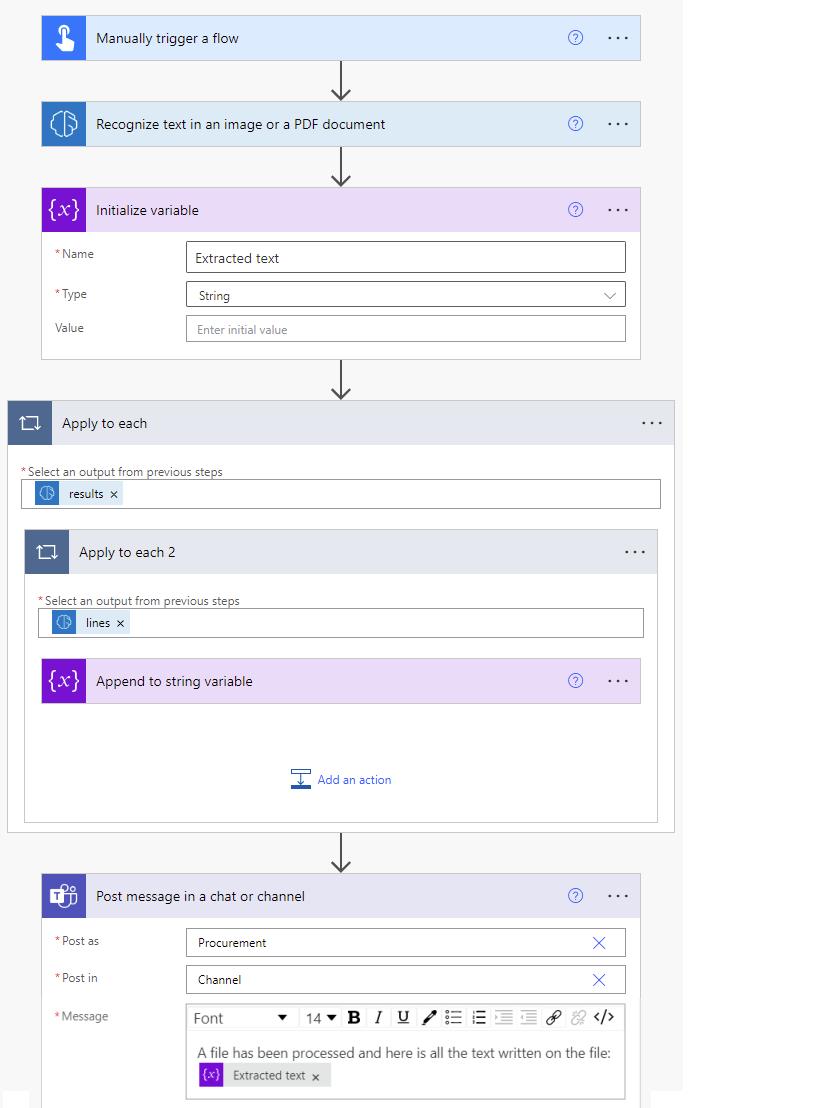 Manually trigger a flow
Recognize text in an image or a PDF document
{x} Initialize variable
* Name Extracted text
* Type String
Value Enter initial value
Apply to each
* Select an output from previous steps
results ×
Apply to each 2
* Select an output from previous steps
lines ×
{x} Append to string variable
Add an action
T Post message in a chat or channel
* Post as Procurement
* Post in Channel
* Message Font 14 B I U </>
A file has been processed and here is all the text written on the file:
{x} Extracted text ×